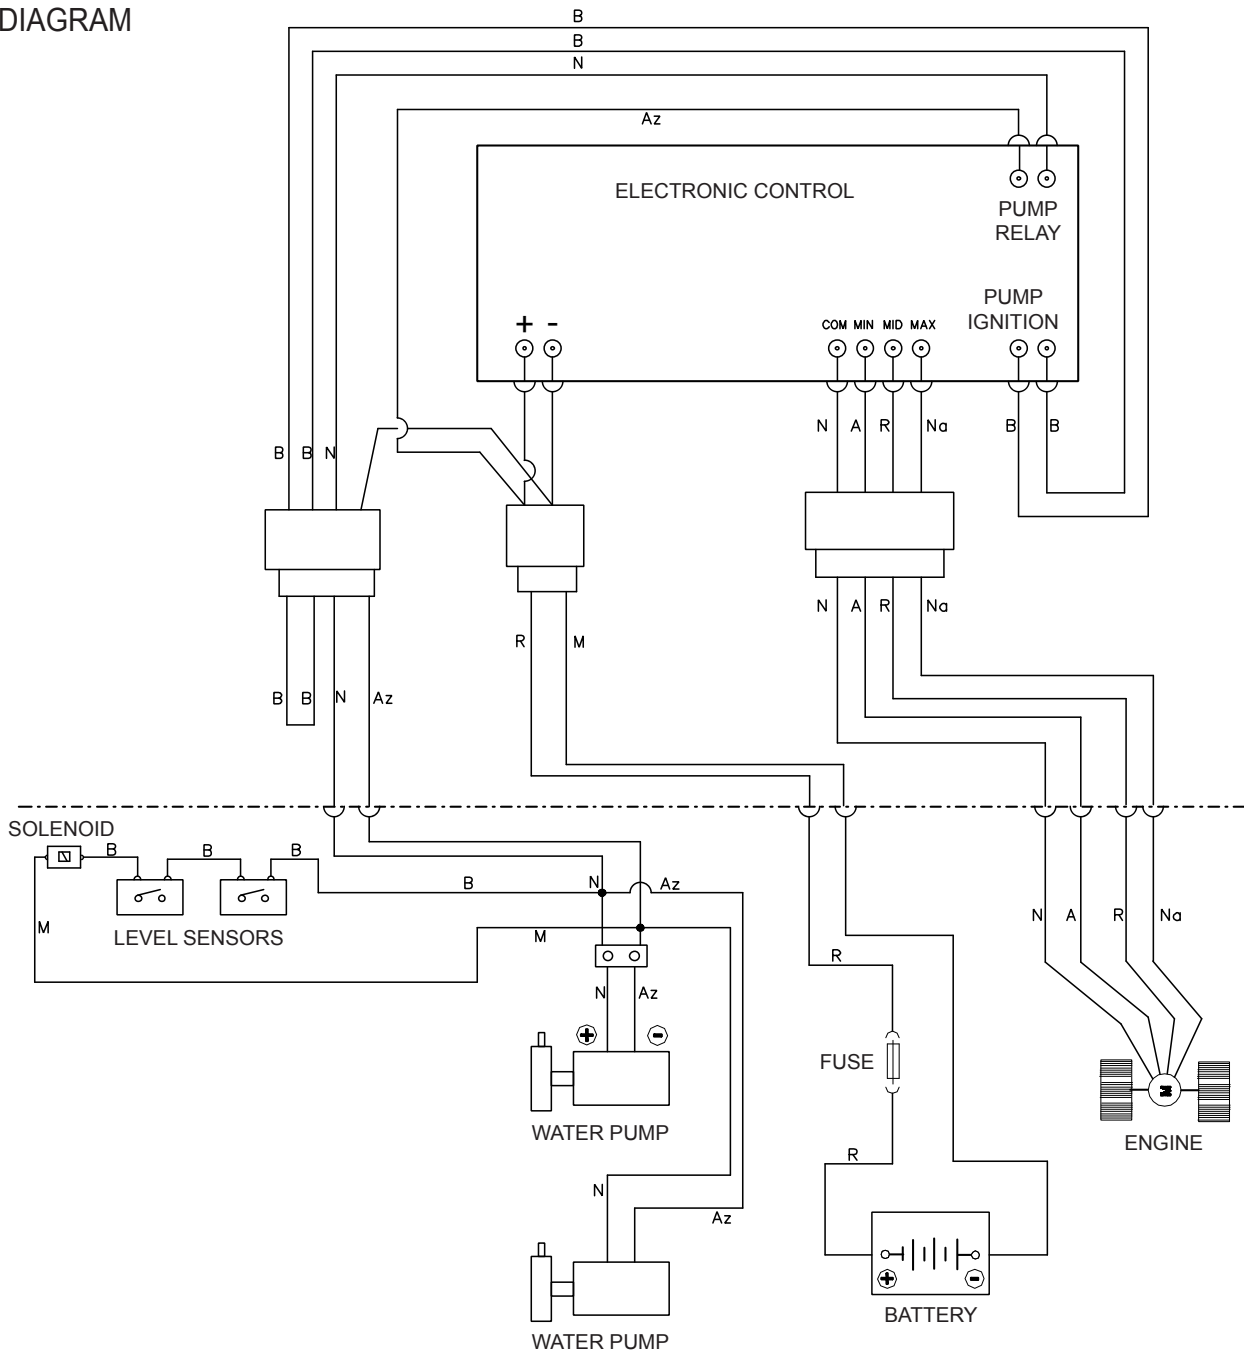 DIAGRAM
B
B
N
Az
ELECTRONIC CONTROL
PUMP
RELAY
PUMP
IGNITION
+ -
COM MIN MID MAX
N A R Na B B
B B N
N A R Na
R M
B B N Az
SOLENOID
B B B
B N Az
M
LEVEL SENSORS
M
N A R Na
R
N Az
+ -
FUSE
WATER PUMP
M
ENGINE
R
N
Az
+ -
BATTERY
WATER PUMP